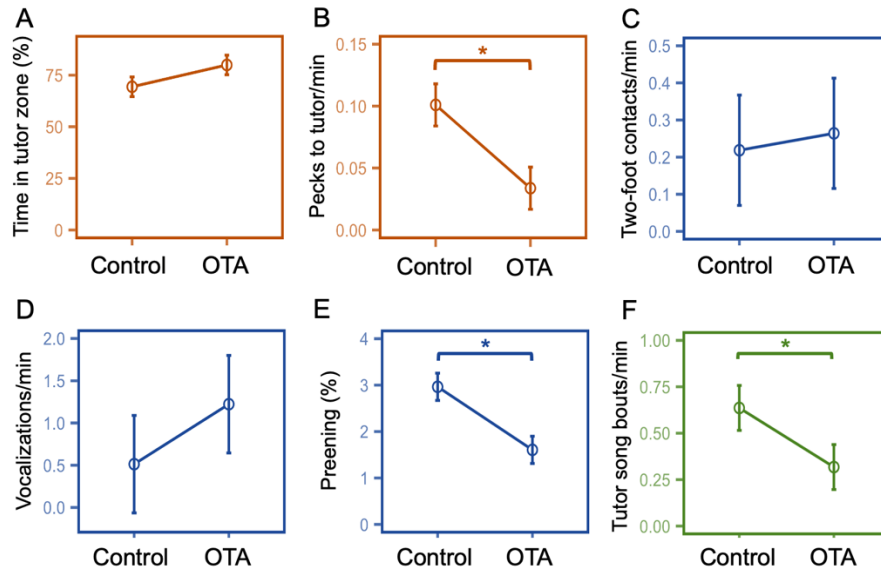 A
Time in tutor zone (%)
75
50
25
0
Control OTA
B
Pecks to tutor/min
0.15
0.10
0.05
0.00
*
Control OTA
C
Two-foot contacts/min
0.5
0.4
0.3
0.2
0.1
0.0
Control OTA
D
Vocalizations/min
2.0
1.5
1.0
0.5
0.0
Control OTA
E
Preening (%)
4
3
2
1
0
*
Control OTA
F
Tutor song bouts/min
1.00
0.75
0.50
0.25
0.00
*
Control OTA